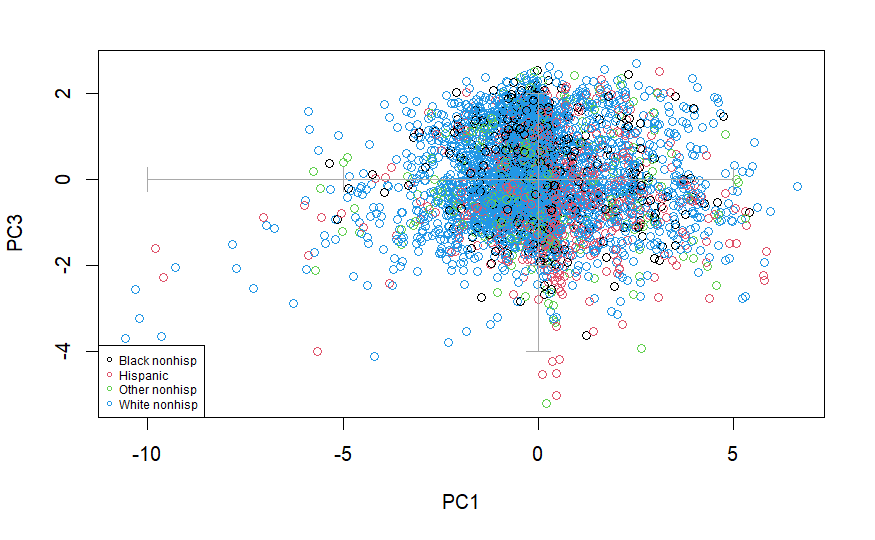 PC3
2
0
-2
-4
Black nonhisp
Hispanic
Other nonhisp
White nonhisp
-10
-5
0
5
PC1